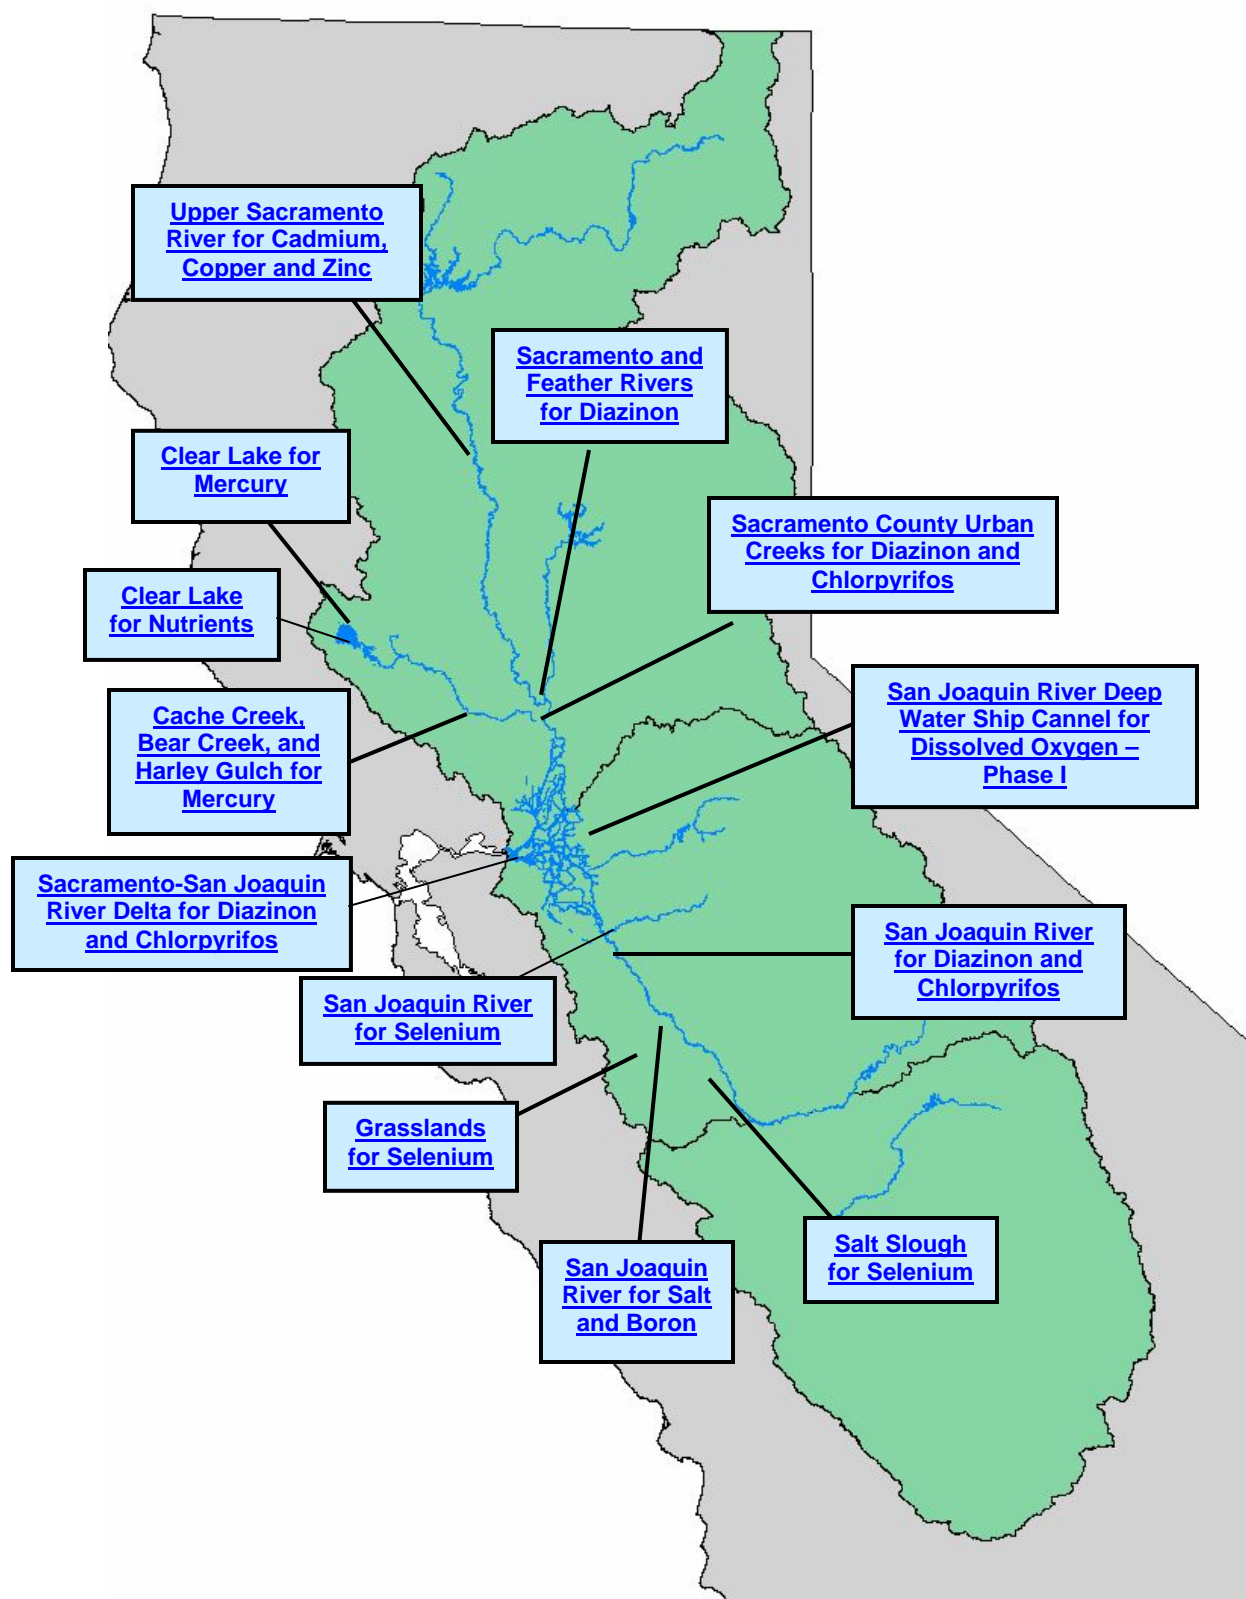 Upper Sacramento
River for Cadmium,
Copper and Zinc
Sacramento and
Feather Rivers
for Diazinon
Clear Lake for
Mercury
Sacramento County Urban
Creeks for Diazinon and
Chlorpyrifos
Clear Lake
for Nutrients
San Joaquin River Deep
Water Ship Cannel for
Dissolved Oxygen –
Phase I
Cache Creek,
Bear Creek, and
Harley Gulch for
Mercury
Sacramento-San Joaquin
River Delta for Diazinon
and Chlorpyrifos
San Joaquin River
for Diazinon and
Chlorpyrifos
San Joaquin River
for Selenium
Grasslands
for Selenium
Salt Slough
for Selenium
San Joaquin
River for Salt
and Boron